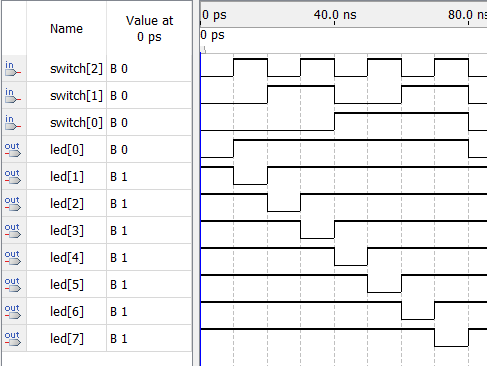 Name Value at 0 ps
0 ps 40.0 ns 80.0 ns
0 ps
in switch[2] B 0
in switch[1] B 0
in switch[0] B 0
out led[0] B 0
out led[1] B 1
out led[2] B 1
out led[3] B 1
out led[4] B 1
out led[5] B 1
out led[6] B 1
out led[7] B 1